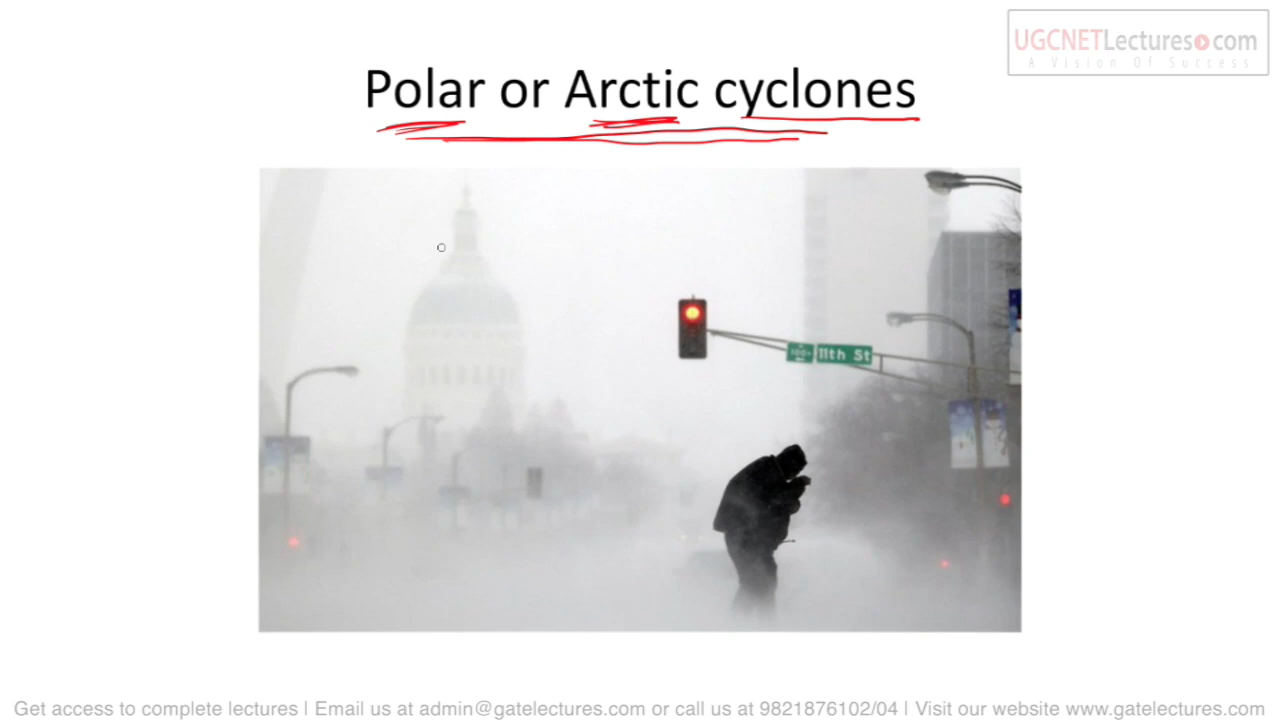 UGCNETLectures.com
A Vision Of Success
Polar or Arctic cyclones
11th St
Get access to complete lectures | Email us at admin@gatelectures.com or call us at 9821876102/04 | Visit our website www.gatelectures.com